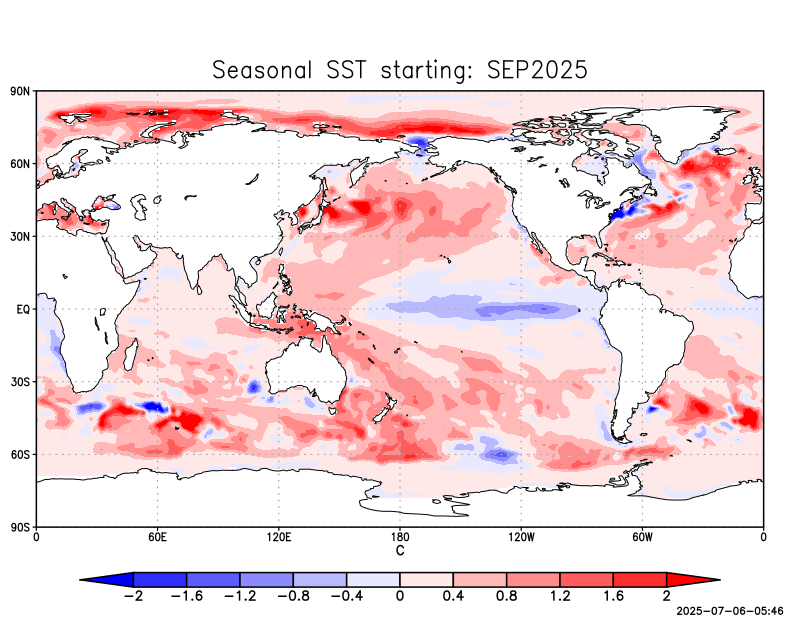 Seasonal SST starting: SEP2025
90N
60N
30N
EQ
30S
60S
90S
0 60E 120E 180 120W 60W 0
C
-2 -1.6 -1.2 -0.8 -0.4 0 0.4 0.8 1.2 1.6 2
2025-07-06-05:46